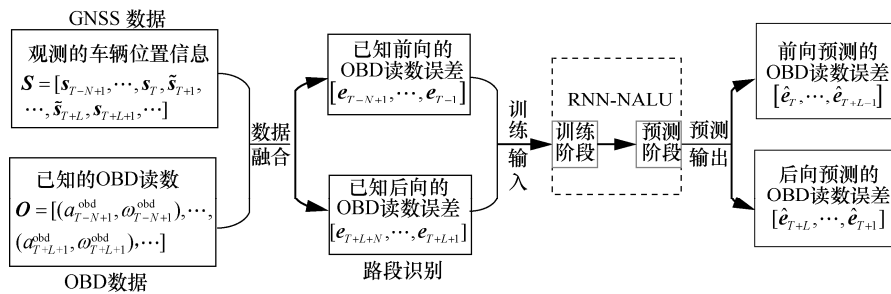 GNSS 数据
观测的车辆位置信息
S = [s_{T−N+1},⋯,s_T,s̃_{T+1},
⋯,s̃_{T+L},s_{T+L+1},⋯]
已知的OBD读数
O = [(a^{obd}_{T−N+1},ω^{obd}_{T−N+1}),⋯,
(a^{obd}_{T+L+1},ω^{obd}_{T+L+1}),⋯]
OBD数据
数据
融合
已知前向的
OBD读数误差
[e_{T−N+1},⋯,e_{T−1}]
已知后向的
OBD读数误差
[e_{T+L+N},⋯,e_{T+L+1}]
路段识别
训
练
输
入
RNN-NALU
训练
阶段
预测
阶段
预测
输出
前向预测的
OBD读数误差
[ê_T,⋯,ê_{T+L−1}]
后向预测的
OBD读数误差
[ê_{T+L},⋯,ê_{T+1}]